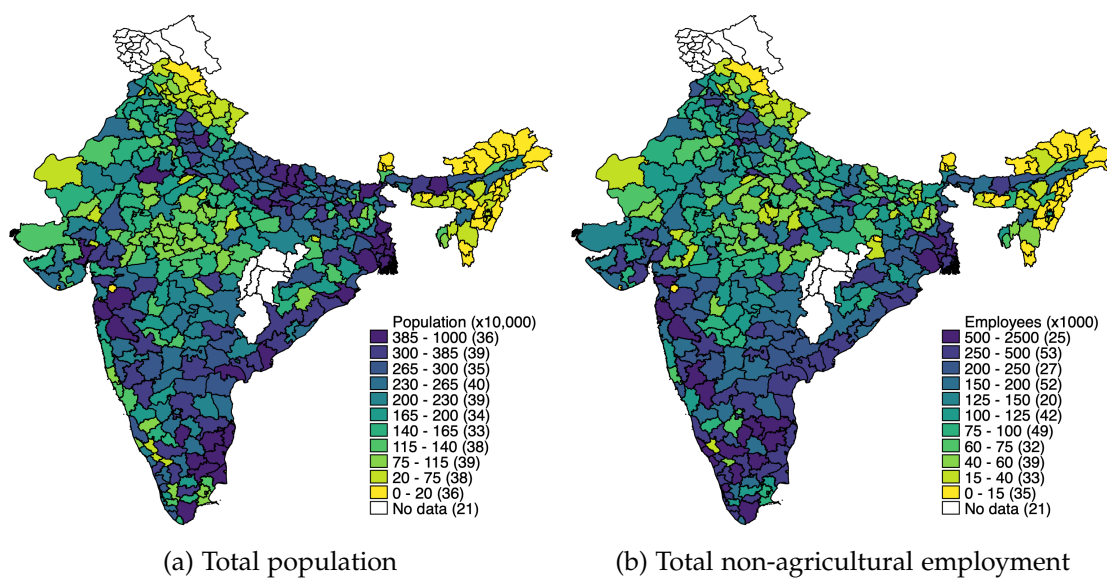 Population (x10,000)
385 - 1000 (36)
300 - 385 (39)
265 - 300 (35)
230 - 265 (40)
200 - 230 (39)
165 - 200 (34)
140 - 165 (33)
115 - 140 (38)
75 - 115 (39)
20 - 75 (38)
0 - 20 (36)
No data (21)
(a) Total population
Employees (x1000)
500 - 2500 (25)
250 - 500 (53)
200 - 250 (27)
150 - 200 (52)
125 - 150 (20)
100 - 125 (42)
75 - 100 (49)
60 - 75 (32)
40 - 60 (39)
15 - 40 (33)
0 - 15 (35)
No data (21)
(b) Total non-agricultural employment